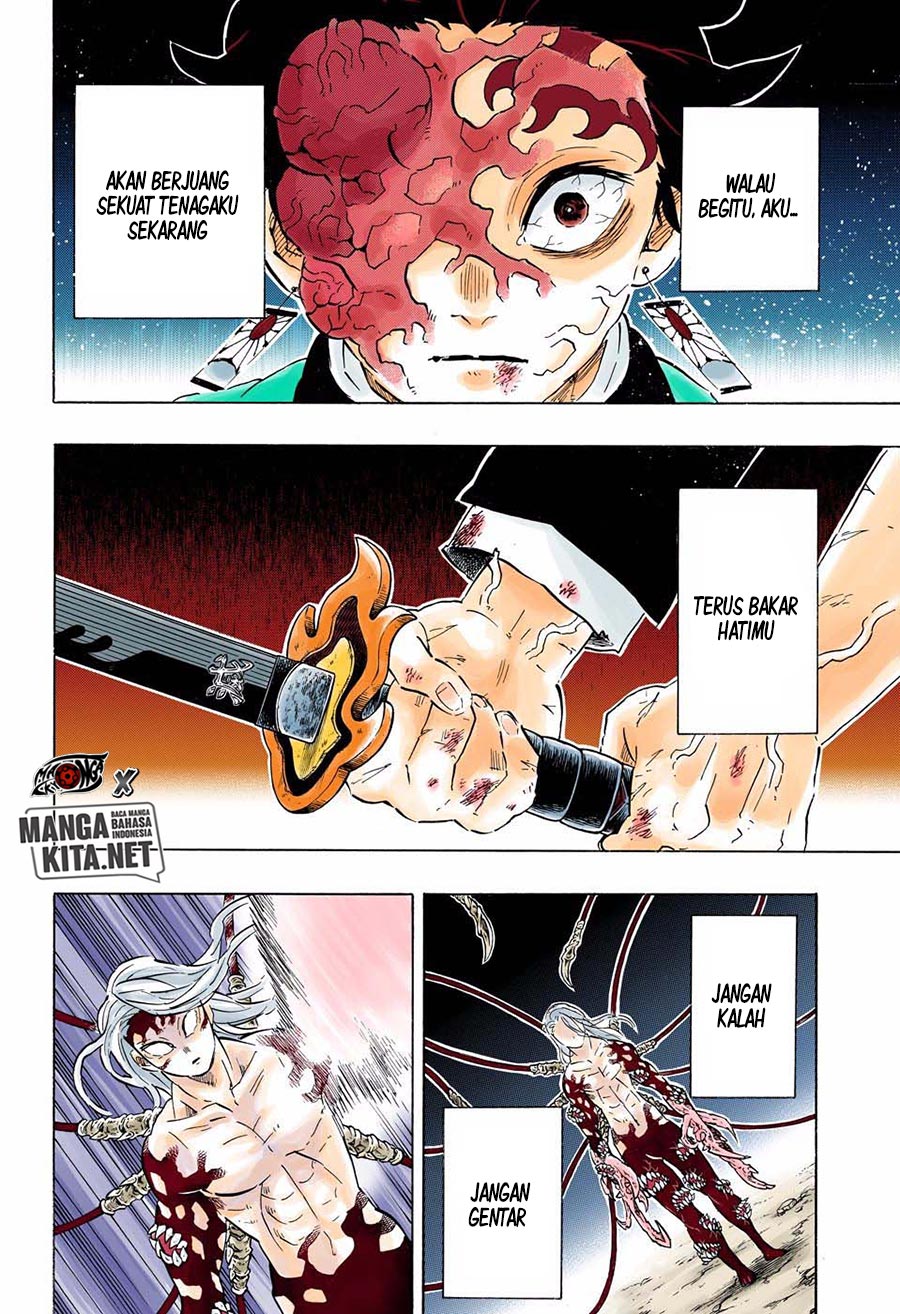 WALAU
BEGITU, AKU...
AKAN BERJUANG
SEKUAT TENAGAKU
SEKARANG
TERUS BAKAR
HATIMU
MANGA
BACA MANGA
BAHASA
INDONESIA
KITA.NET
X
JANGAN
KALAH
JANGAN
GENTAR